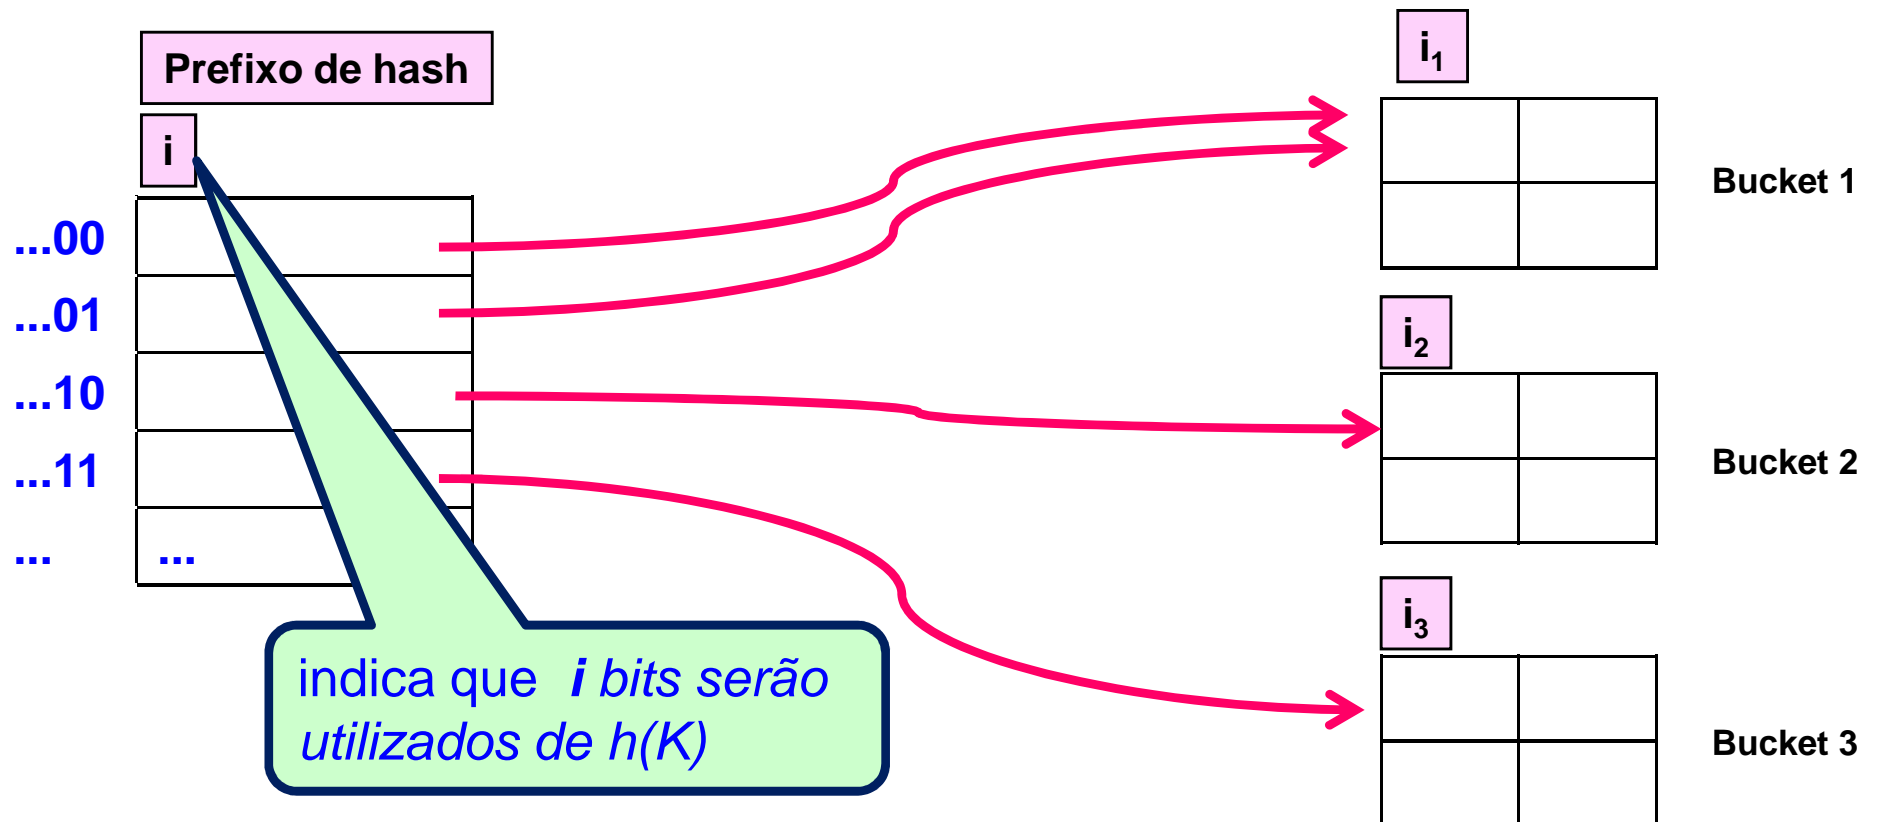 Prefixo de hash
i
...00
...01
...10
...11
... ...
indica que i bits serão
utilizados de h(K)
i1
Bucket 1
i2
Bucket 2
i3
Bucket 3